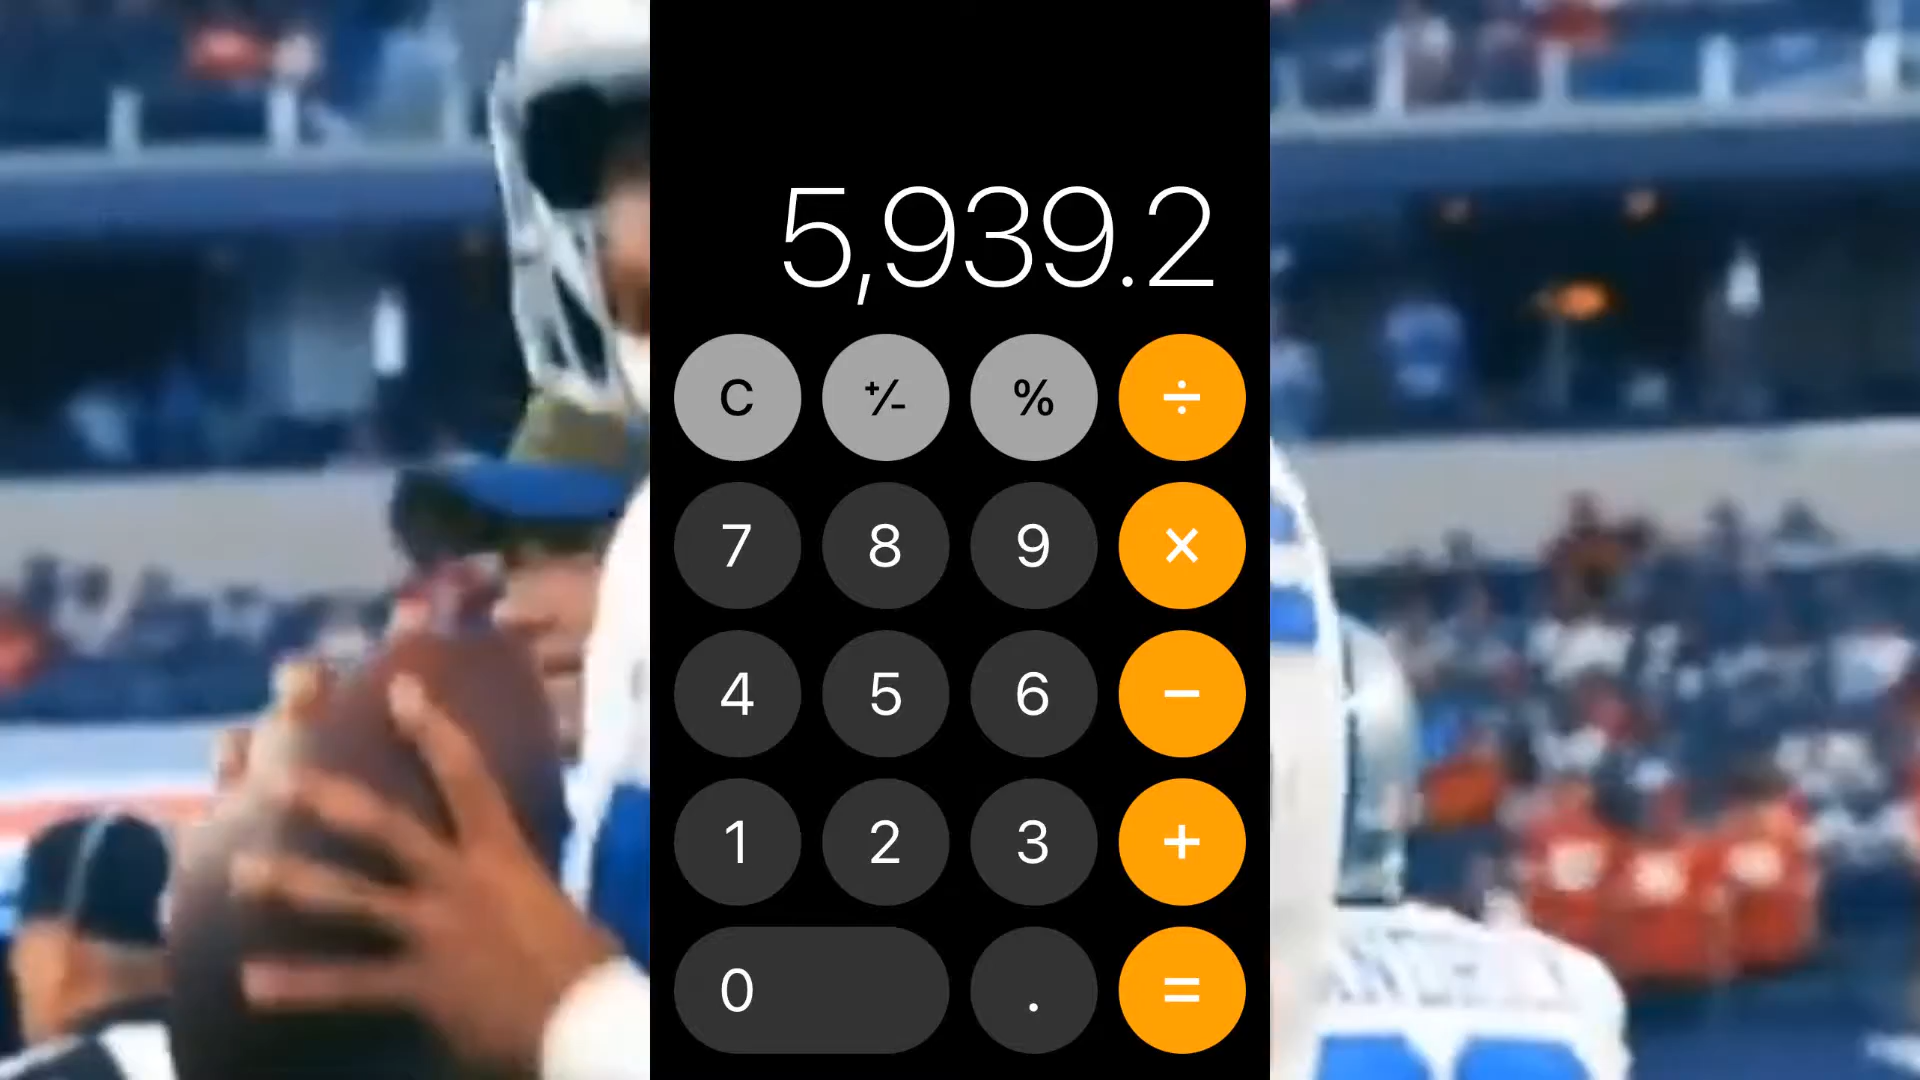 5,939.2
C +/- % ÷
7 8 9 ×
4 5 6 −
1 2 3 +
0 . =